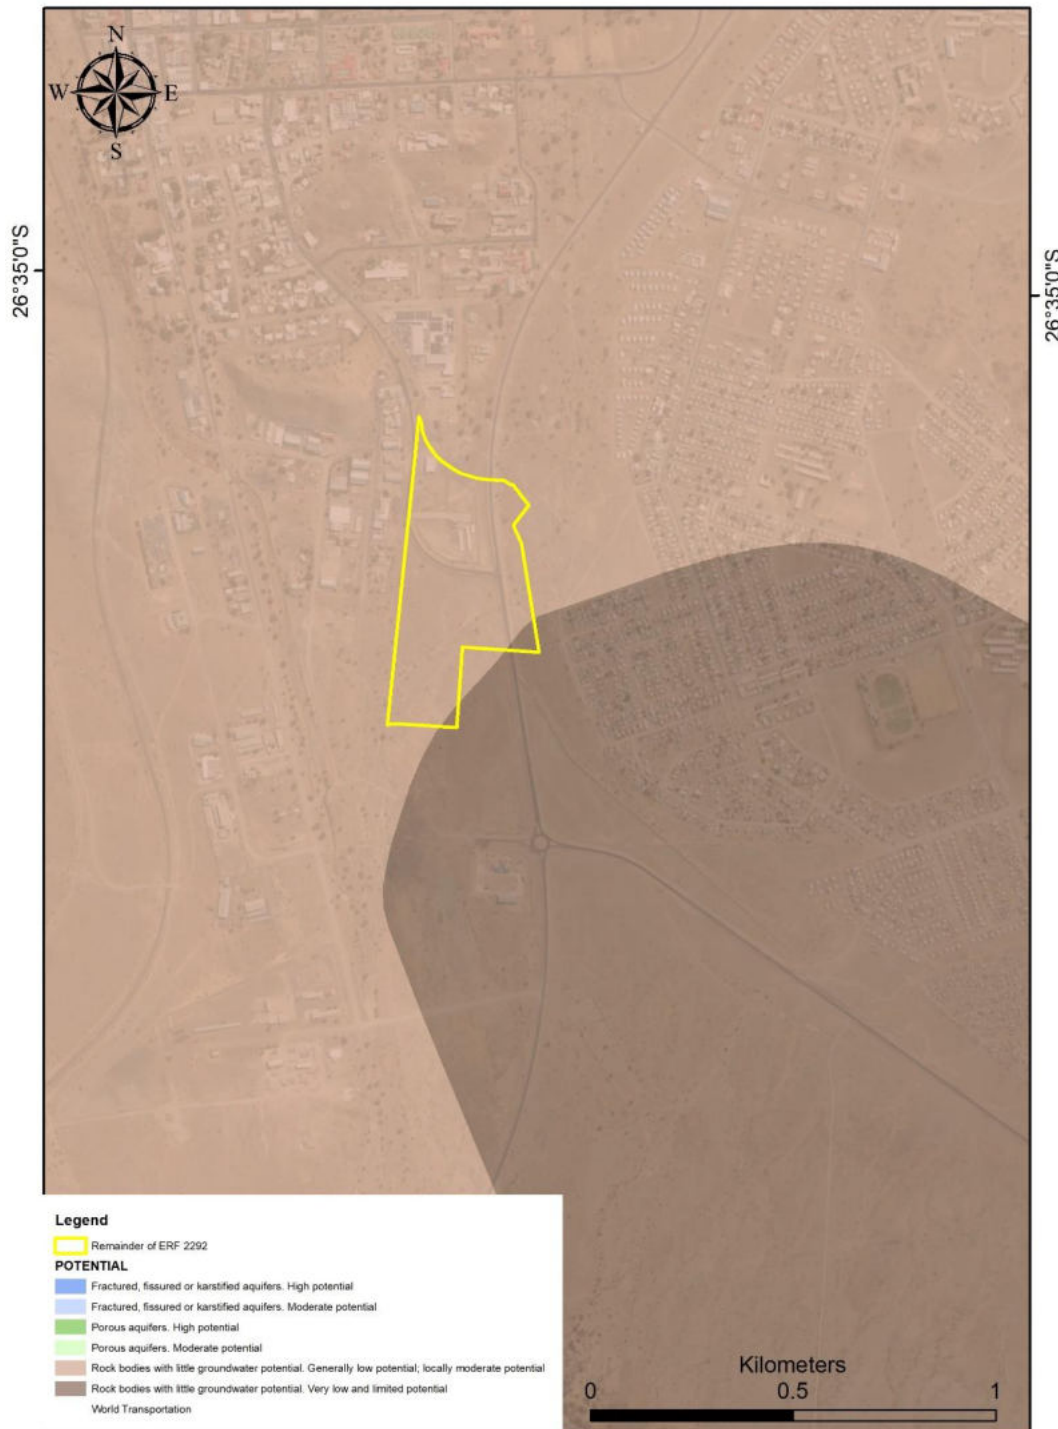 N
W E
S
26°35'0"S
26°35'0"S
Legend
Remainder of ERF 2292
POTENTIAL
Fractured, fissured or karstified aquifers. High potential
Fractured, fissured or karstified aquifers. Moderate potential
Porous aquifers. High potential
Porous aquifers. Moderate potential
Rock bodies with little groundwater potential. Generally low potential; locally moderate potential
Rock bodies with little groundwater potential. Very low and limited potential
World Transportation
Kilometers
0 0.5 1